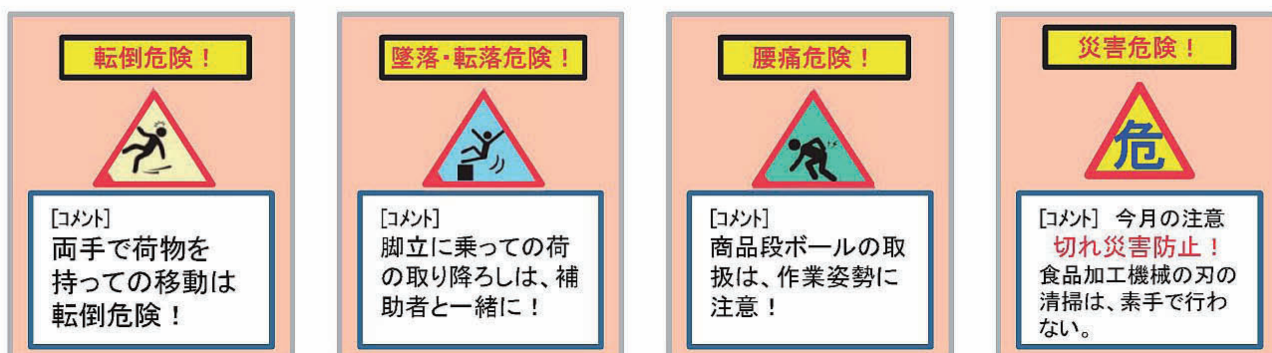 転倒危険！
[コメント]
両手で荷物を
持っての移動は
転倒危険！
墜落・転落危険！
[コメント]
脚立に乗っての荷
の取り降ろしは、補
助者と一緒に！
腰痛危険！
[コメント]
商品段ボールの取
扱は、作業姿勢に
注意！
災害危険！
危
[コメント] 今月の注意
切れ災害防止！
食品加工機械の刃の
清掃は、素手で行わ
ない。